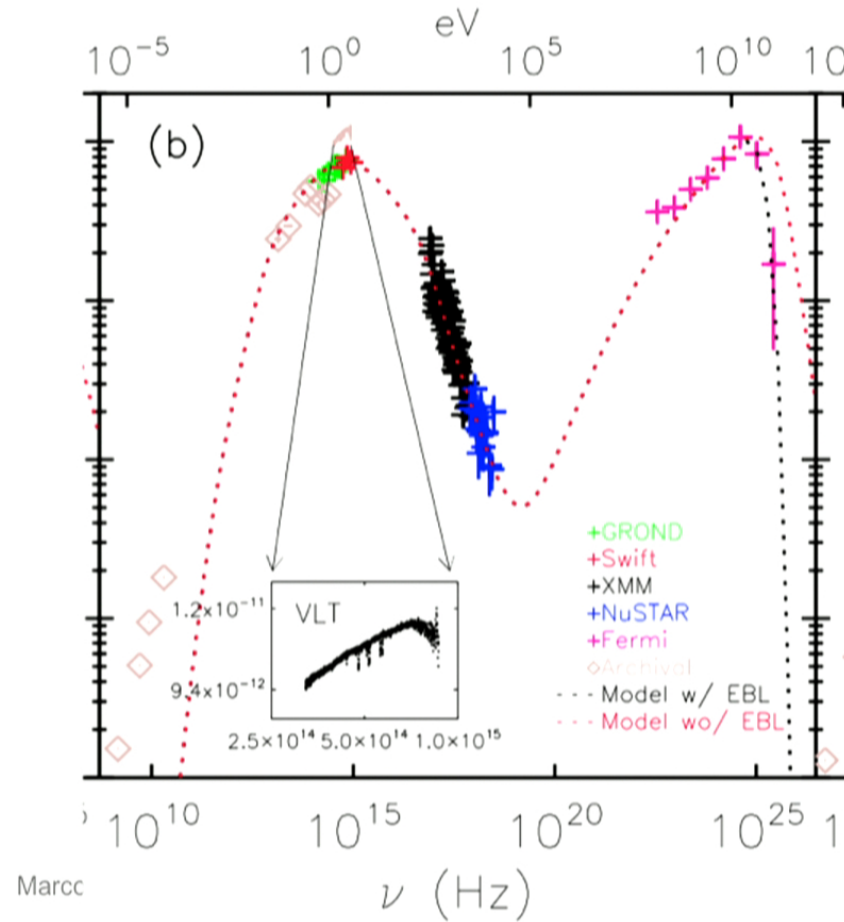 eV
10⁻⁵ 10⁰ 10⁵ 10¹⁰
(b)
+GROND
+Swift
+XMM
+NuSTAR
+Fermi
◇Archival
--- Model w/ EBL
--- Model wo/ EBL
VLT
1.2×10⁻¹¹
9.4×10⁻¹²
2.5×10¹⁴ 5.0×10¹⁴ 1.0×10¹⁵
10¹⁰ 10¹⁵ 10²⁰ 10²⁵
ν (Hz)